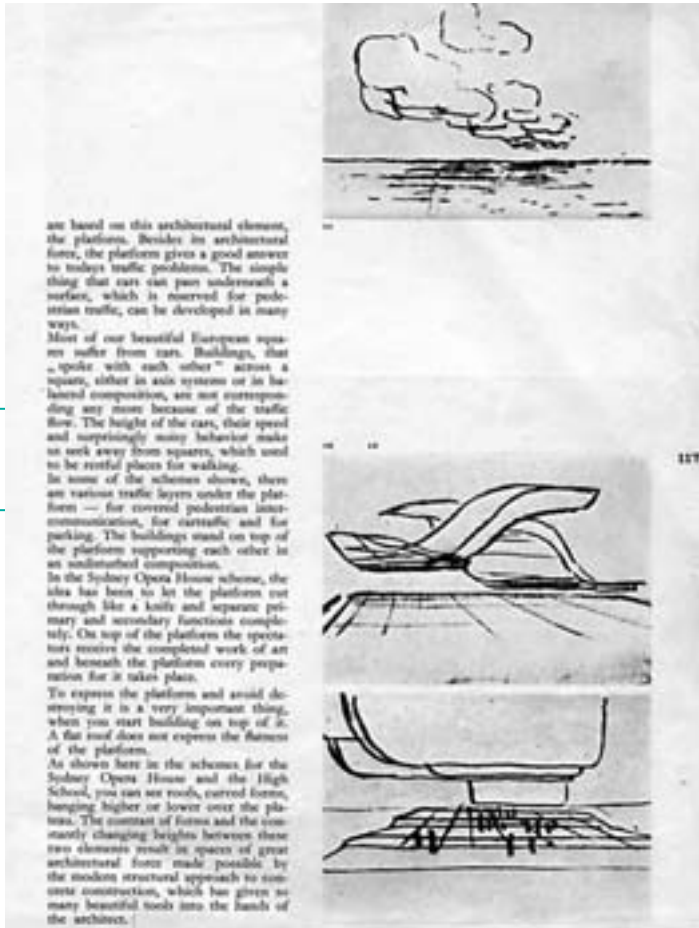 are based on this architectural element,
the platform. Besides its architectural
force, the platform gives a good answer
to todays traffic problems. The simple
thing that cars can pass underneath a
surface, which is reserved for pede-
strian traffic, can be developed in many
ways.
Most of our beautiful European squa-
res suffer from cars. Buildings, that
„spoke with each other" across a
square, either in axis systems or in ba-
lanced composition, are not correspon-
ding any more because of the traffic
flow. The height of the cars, their speed
and surprisingly noisy behavior make
us seek away from squares, which used
to be restful places for walking.
In some of the schemes shown, there
are various traffic layers under the plat-
form — for covered pedestrian inter-
communication, for cartraffic and for
parking. The buildings stand on top of
the platform supporting each other in
an undisturbed composition.
In the Sydney Opera House scheme, the
idea has been to let the platform cut
through like a knife and separate pri-
mary and secondary functions comple-
tely. On top of the platform the specta-
tors receive the completed work of art
and beneath the platform every prepa-
ration for it takes place.
To express the platform and avoid de-
stroying it is a very important thing,
when you start building on top of it.
A flat roof does not express the flatness
of the platform.
As shown here in the schemes for the
Sydney Opera House and the High
School, you can see roofs, curved forms,
hanging higher or lower over the pla-
teau. The contrast of forms and the con-
stantly changing heights between these
two elements result in spaces of great
architectural force made possible by
the modern structural approach to con-
crete construction, which has given so
many beautiful tools into the hands of
the architect.
117